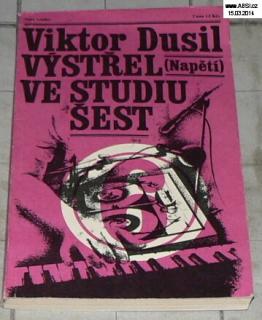 www.ABSI.cz
15.03.2014
Viktor Dusil
VÝSTŘEL (Napětí)
VE STUDIU
ŠEST